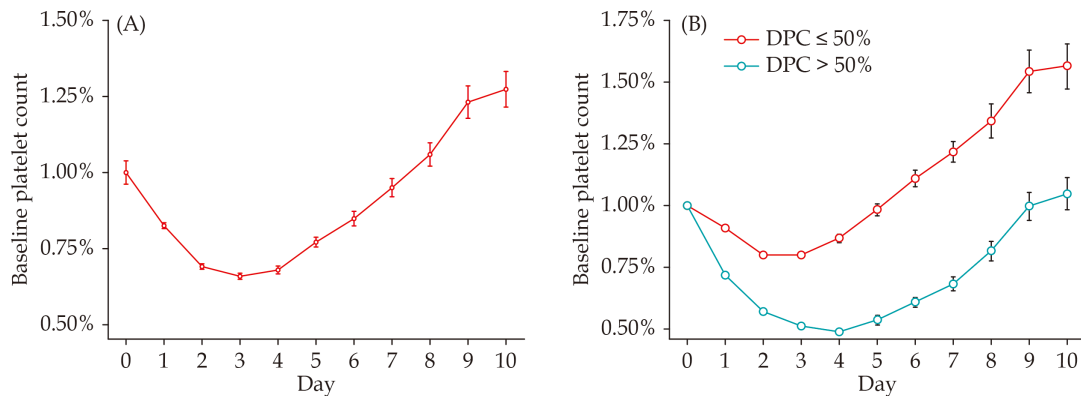 (A)
Baseline platelet count
1.50%
1.25%
1.00%
0.75%
0.50%
0 1 2 3 4 5 6 7 8 9 10
Day
(B)
DPC ≤ 50%
DPC > 50%
Baseline platelet count
1.75%
1.50%
1.25%
1.00%
0.75%
0.50%
0 1 2 3 4 5 6 7 8 9 10
Day